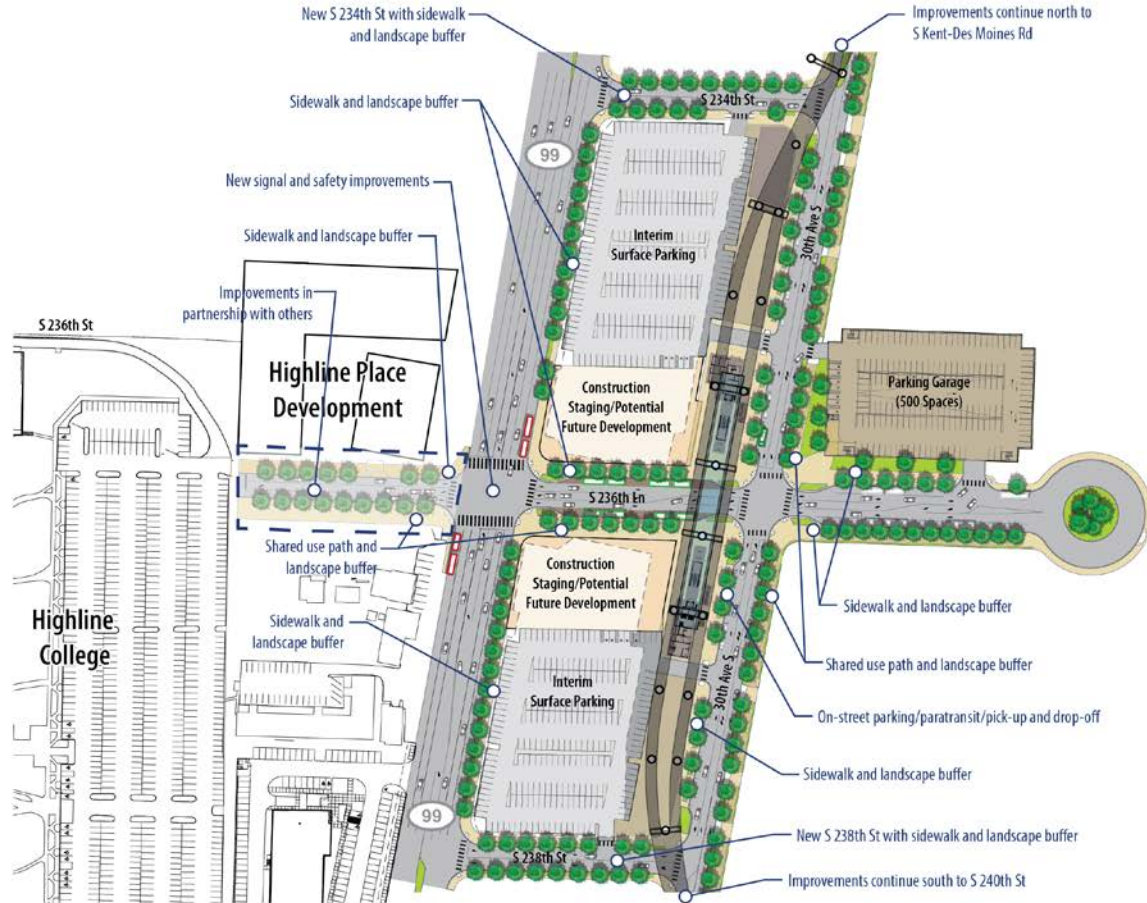 New S 234th St with sidewalk
and landscape buffer
Improvements continue north to
S Kent-Des Moines Rd
Sidewalk and landscape buffer
S 234th St
99
New signal and safety improvements
Interim
Surface Parking
30th Ave S
Sidewalk and landscape buffer
Improvements in
partnership with others
S 236th St
Highline Place
Development
Construction
Staging/Potential
Future Development
Parking Garage
(500 Spaces)
S 236th Ln
Shared use path and
landscape buffer
Construction
Staging/Potential
Future Development
Sidewalk and landscape buffer
Highline
College
Sidewalk and
landscape buffer
Shared use path and landscape buffer
Interim
Surface Parking
30th Ave S
On-street parking/paratransit/pick-up and drop-off
Sidewalk and landscape buffer
99
New S 238th St with sidewalk and landscape buffer
S 238th St
Improvements continue south to S 240th St